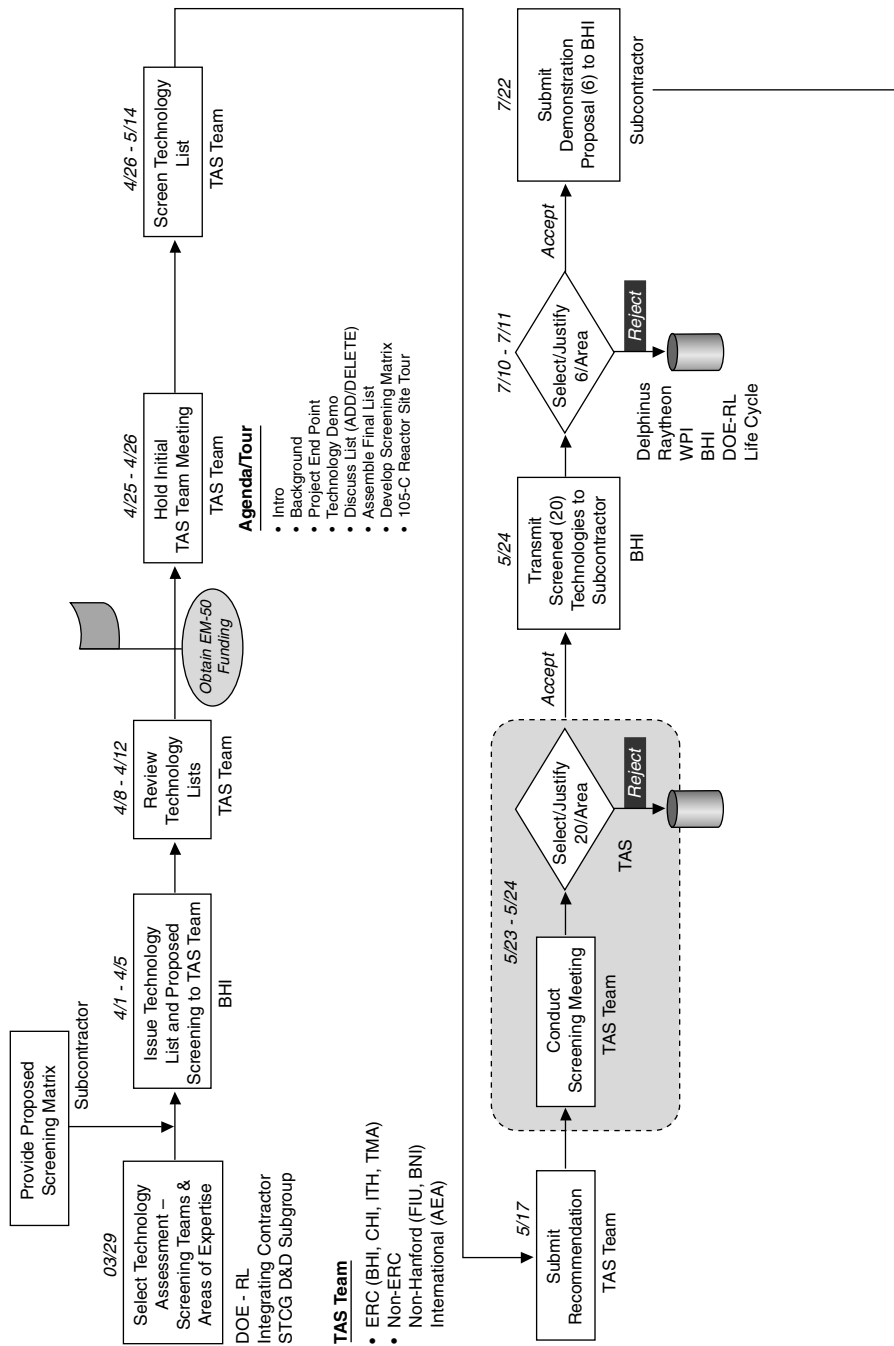 Provide Proposed
Screening Matrix
Subcontractor
03/29
Select Technology
Assessment –
Screening Teams &
Areas of Expertise
DOE - RL
Integrating Contractor
STCG D&D Subgroup
4/1 - 4/5
Issue Technology
List and Proposed
Screening to TAS Team
BHI
4/8 - 4/12
Review
Technology
Lists
TAS Team
Obtain EM-50
Funding
4/25 - 4/26
Hold Initial
TAS Team Meeting
TAS Team
Agenda/Tour
• Intro
• Background
• Project End Point
• Technology Demo
• Discuss List (ADD/DELETE)
• Assemble Final List
• Develop Screening Matrix
• 105-C Reactor Site Tour
4/26 - 5/14
Screen Technology
List
TAS Team
TAS Team
• ERC (BHI, CHI, ITH, TMA)
• Non-ERC
Non-Hanford (FIU, BNI)
International (AEA)
5/17
Submit
Recommendation
TAS Team
5/23 - 5/24
Conduct
Screening Meeting
TAS Team
Select/Justify
20/Area
TAS
Reject
Accept
5/24
Transmit
Screened (20)
Technologies to
Subcontractor
BHI
7/10 - 7/11
Select/Justify
6/Area
Reject
Delphinus
Raytheon
WPI
BHI
DOE-RL
Life Cycle
Accept
7/22
Submit
Demonstration
Proposal (6) to BHI
Subcontractor